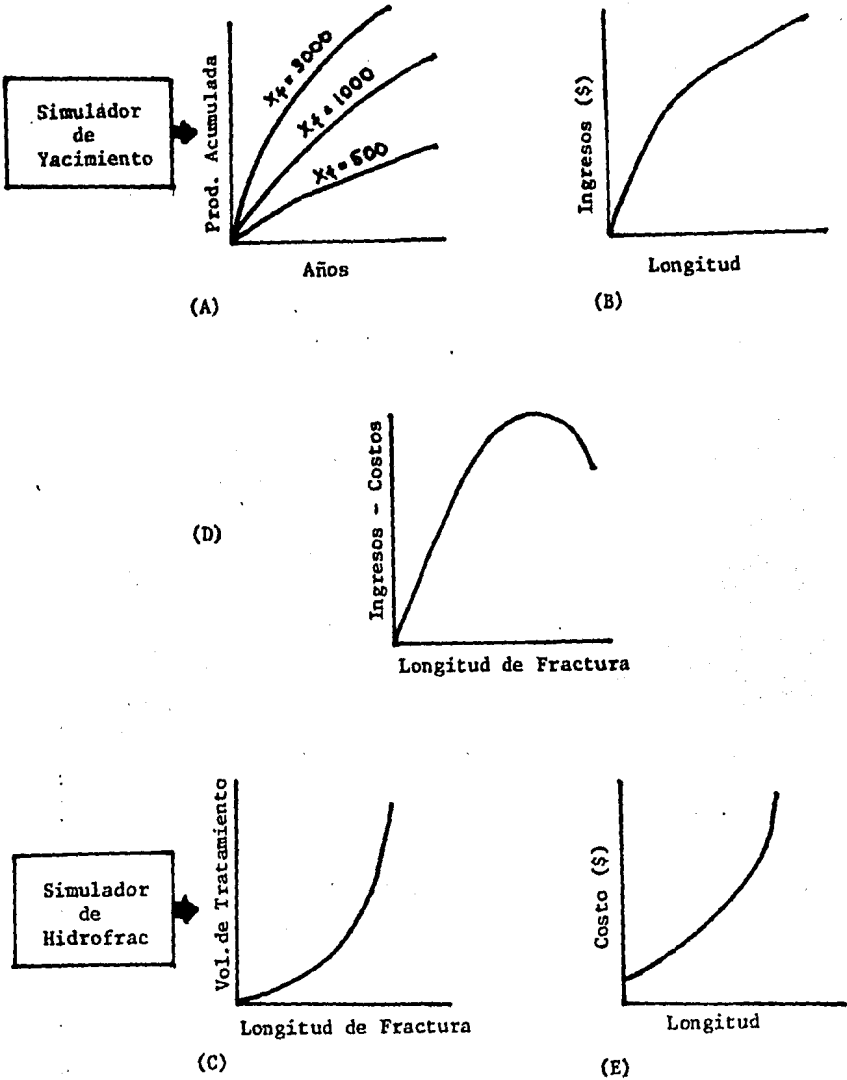 Simuládor
de
Yacimiento
Prod. Acumulada
Xf = 3000
Xf = 1000
Xf = 500
Años
(A)
Ingresos ($)
Longitud
(B)
(D)
Ingresos - Costos
Longitud de Fractura
Simulador
de
Hidrofrac
Vol. de Tratamiento
Longitud de Fractura
(C)
Costo ($)
Longitud
(E)